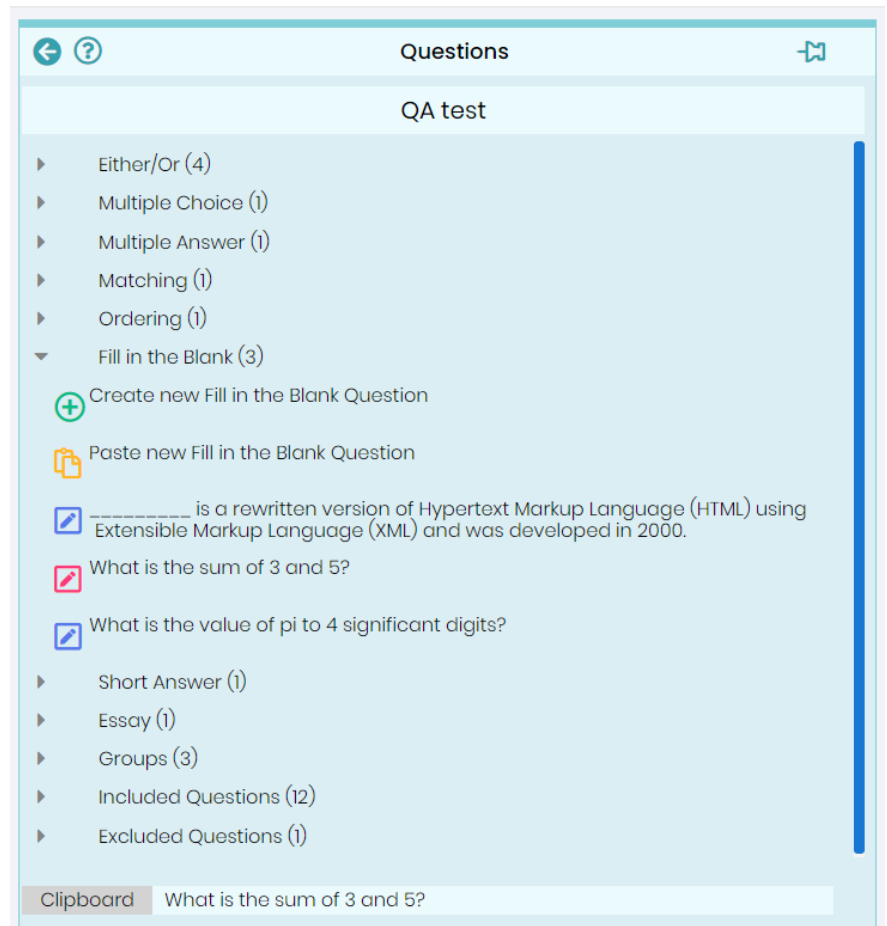 Questions
QA test
Either/Or (4)
Multiple Choice (1)
Multiple Answer (1)
Matching (1)
Ordering (1)
Fill in the Blank (3)
Create new Fill in the Blank Question
Paste new Fill in the Blank Question
_________ is a rewritten version of Hypertext Markup Language (HTML) using
Extensible Markup Language (XML) and was developed in 2000.
What is the sum of 3 and 5?
What is the value of pi to 4 significant digits?
Short Answer (1)
Essay (1)
Groups (3)
Included Questions (12)
Excluded Questions (1)
Clipboard What is the sum of 3 and 5?